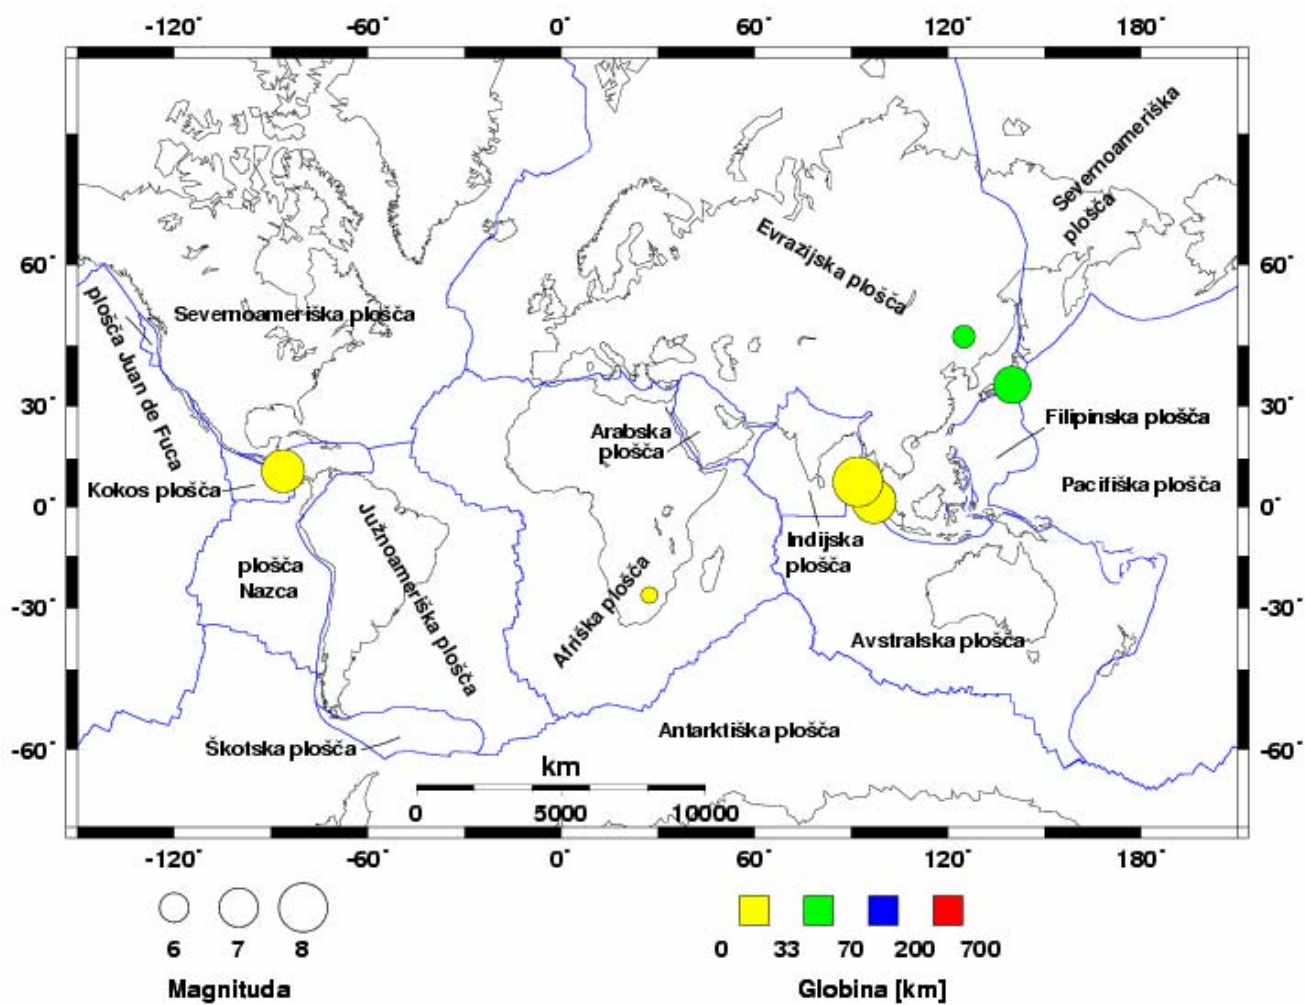 -120° -60° 0° 60° 120° 180°
60°
30°
0°
-30°
-60°
60°
30°
0°
-30°
-60°
Severnoameriška
plošča
Evrazijska plošča
Severnoameriška plošča
plošča Juan de Fuca
Filipinska plošča
Arabska
plošča
Pacifiška plošča
Kokos plošča
Južnoameriška plošča
Indijska
plošča
plošča
Nazca
Afriška plošča
Avstralska plošča
Antarktiška plošča
Škotska plošča
km
0 5000 10000
-120° -60° 0° 60° 120° 180°
6 7 8
Magnituda
0 33 70 200 700
Globina [km]